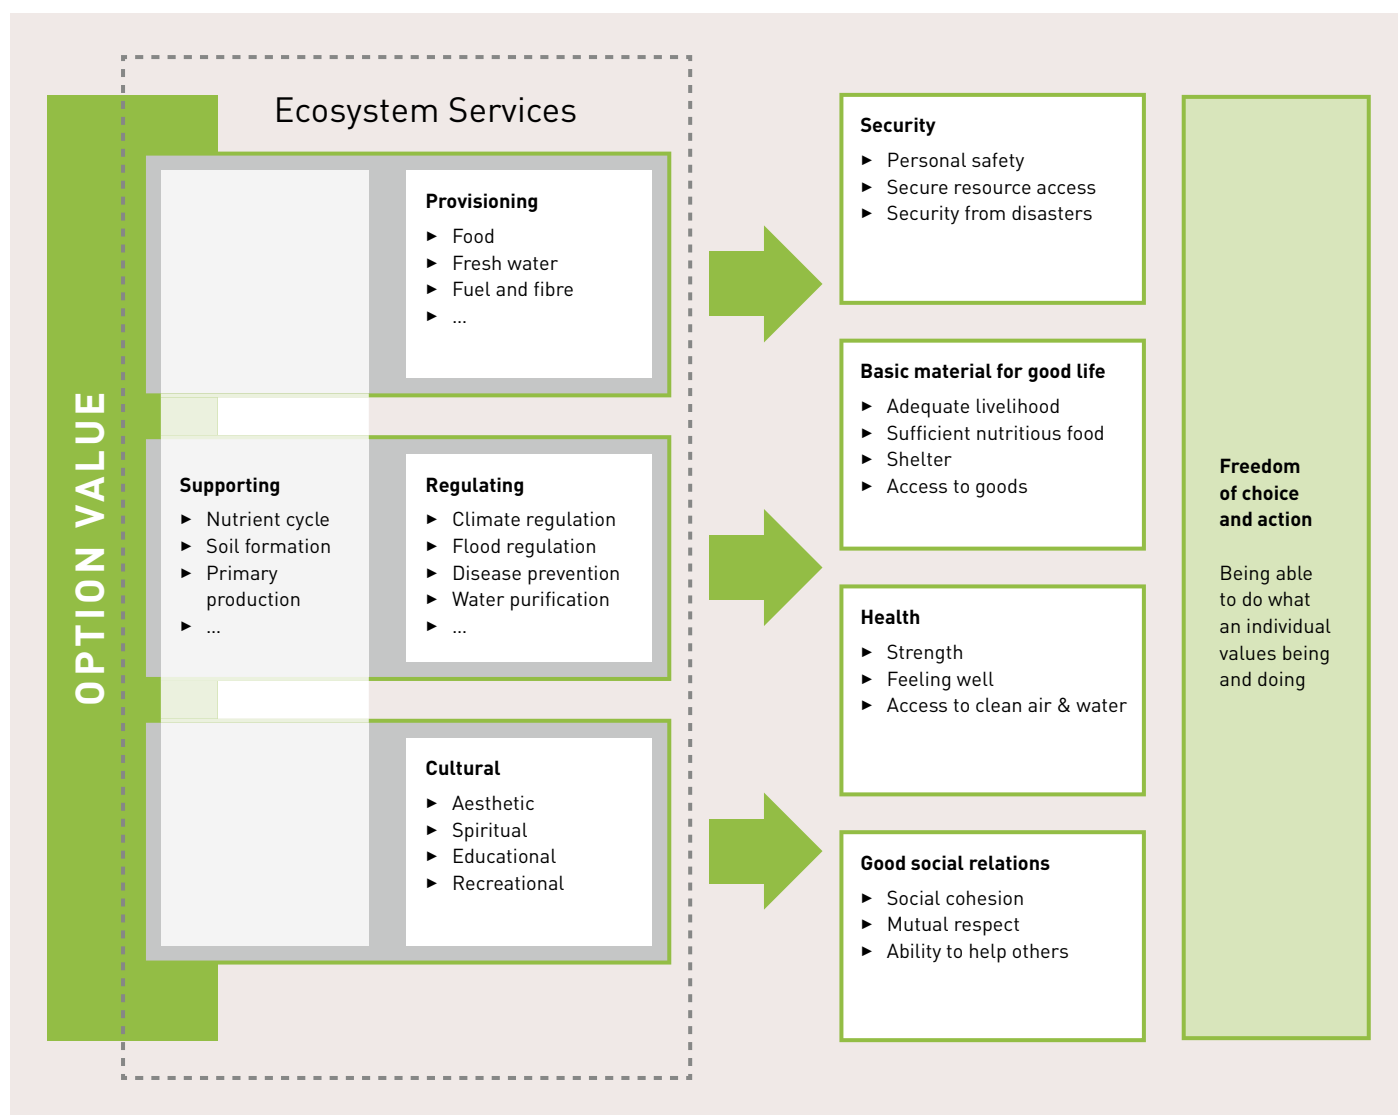 OPTION VALUE
Ecosystem Services
Provisioning
► Food
► Fresh water
► Fuel and fibre
► ...
Supporting
► Nutrient cycle
► Soil formation
► Primary
production
► ...
Regulating
► Climate regulation
► Flood regulation
► Disease prevention
► Water purification
► ...
Cultural
► Aesthetic
► Spiritual
► Educational
► Recreational
Security
► Personal safety
► Secure resource access
► Security from disasters
Basic material for good life
► Adequate livelihood
► Sufficient nutritious food
► Shelter
► Access to goods
Health
► Strength
► Feeling well
► Access to clean air & water
Good social relations
► Social cohesion
► Mutual respect
► Ability to help others
Freedom
of choice
and action
Being able
to do what
an individual
values being
and doing